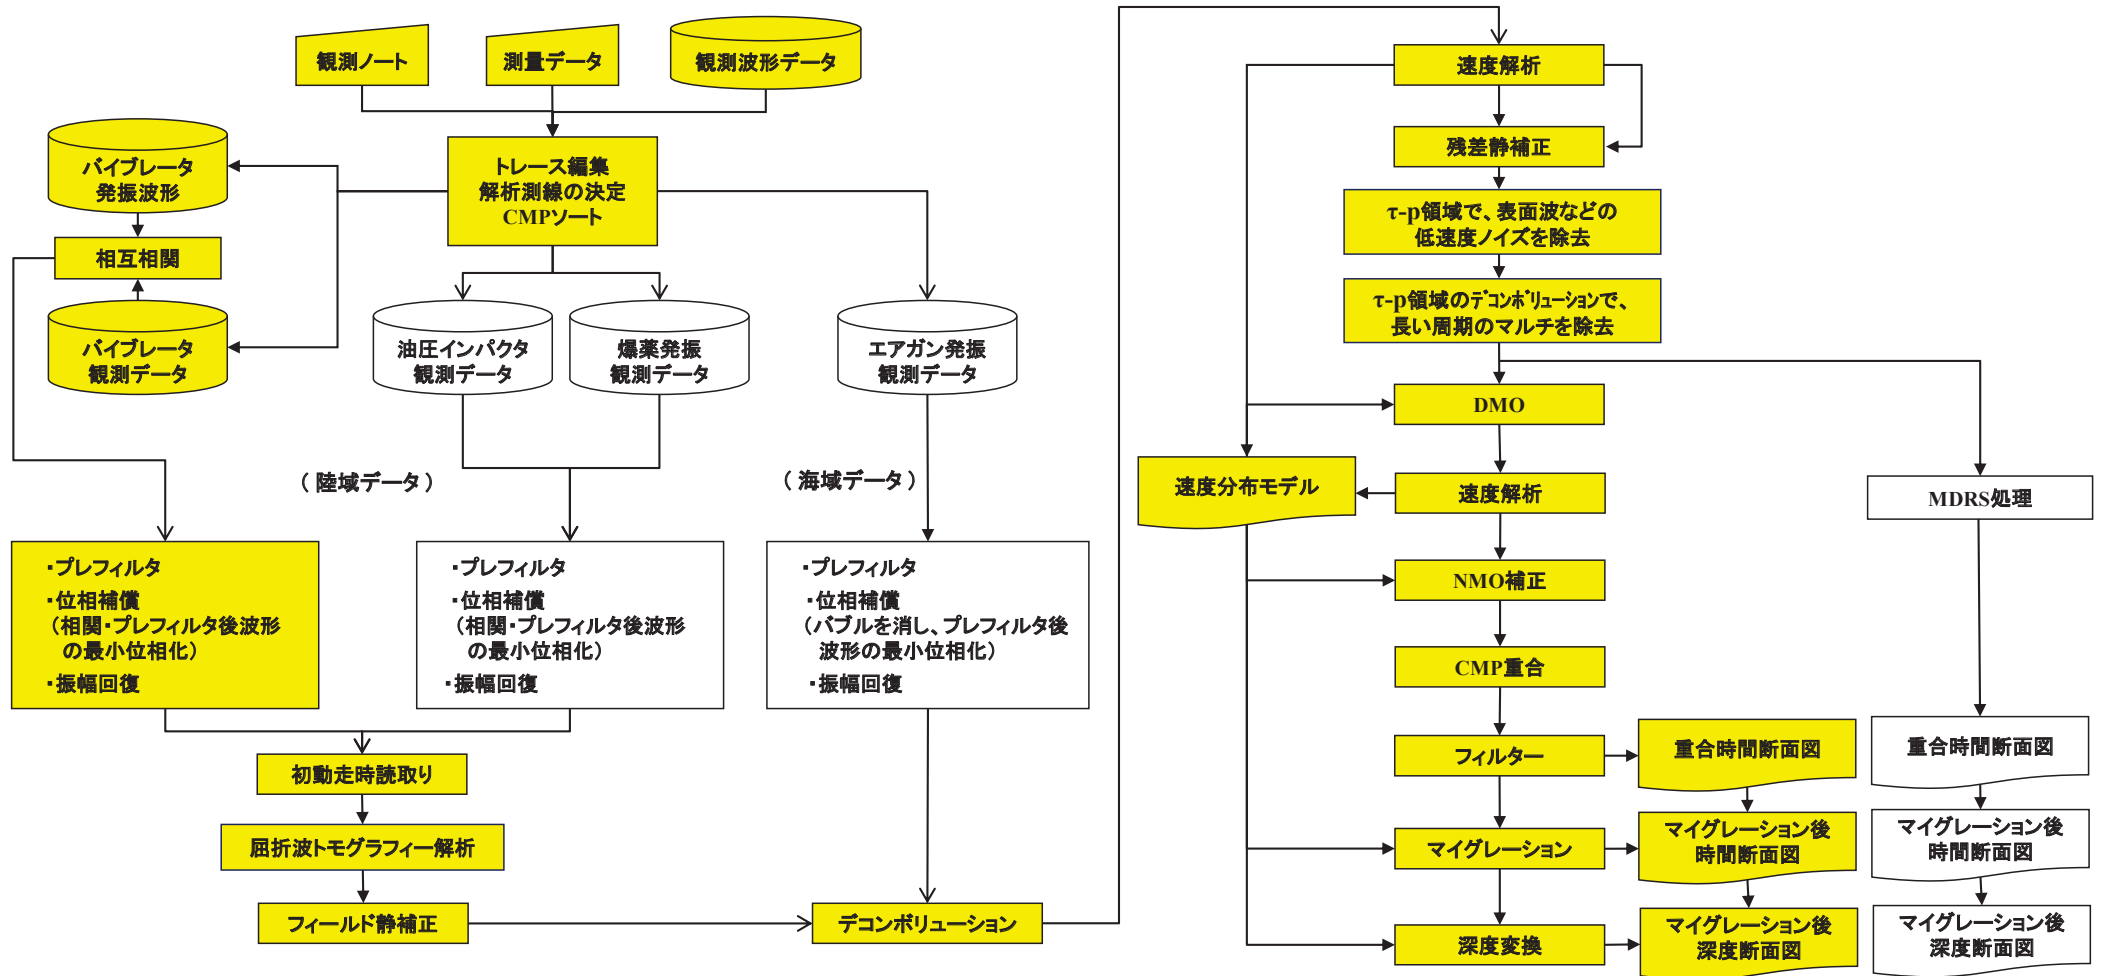 観測ノート
測量データ
観測波形データ
トレース編集
解析測線の決定
CMPソート
バイブレータ
発振波形
相互相関
バイブレータ
観測データ
油圧インパクタ
観測データ
爆薬発振
観測データ
エアガン発振
観測データ
（ 陸域データ ）
（ 海域データ ）
・プレフィルタ
・位相補償
（相関・プレフィルタ後波形
の最小位相化）
・振幅回復
・プレフィルタ
・位相補償
（相関・プレフィルタ後波形
の最小位相化）
・振幅回復
・プレフィルタ
・位相補償
（バブルを消し、プレフィルタ後
波形の最小位相化）
・振幅回復
初動走時読取り
屈折波トモグラフィー解析
フィールド静補正
デコンボリューション
速度解析
残差静補正
τ-p領域で、表面波などの
低速度ノイズを除去
τ-p領域のデコンボリューションで、
長い周期のマルチを除去
DMO
速度分布モデル
速度解析
MDRS処理
NMO補正
CMP重合
フィルター
重合時間断面図
重合時間断面図
マイグレーション
マイグレーション後
時間断面図
マイグレーション後
時間断面図
深度変換
マイグレーション後
深度断面図
マイグレーション後
深度断面図